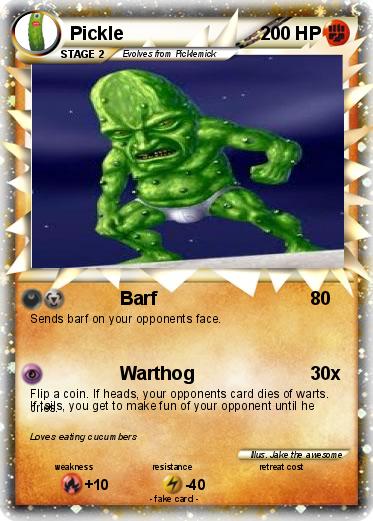 Pickle 200 HP
STAGE 2 Evolves from Picklemick
Barf 80
Sends barf on your opponents face.
Warthog 30x
Flip a coin. If heads, your opponents card dies of warts.
If tails, you get to make fun of your opponent until he
cries.
Loves eating cucumbers
Illus. Jake the awesome
weakness resistance retreat cost
+10 -40
- fake card -